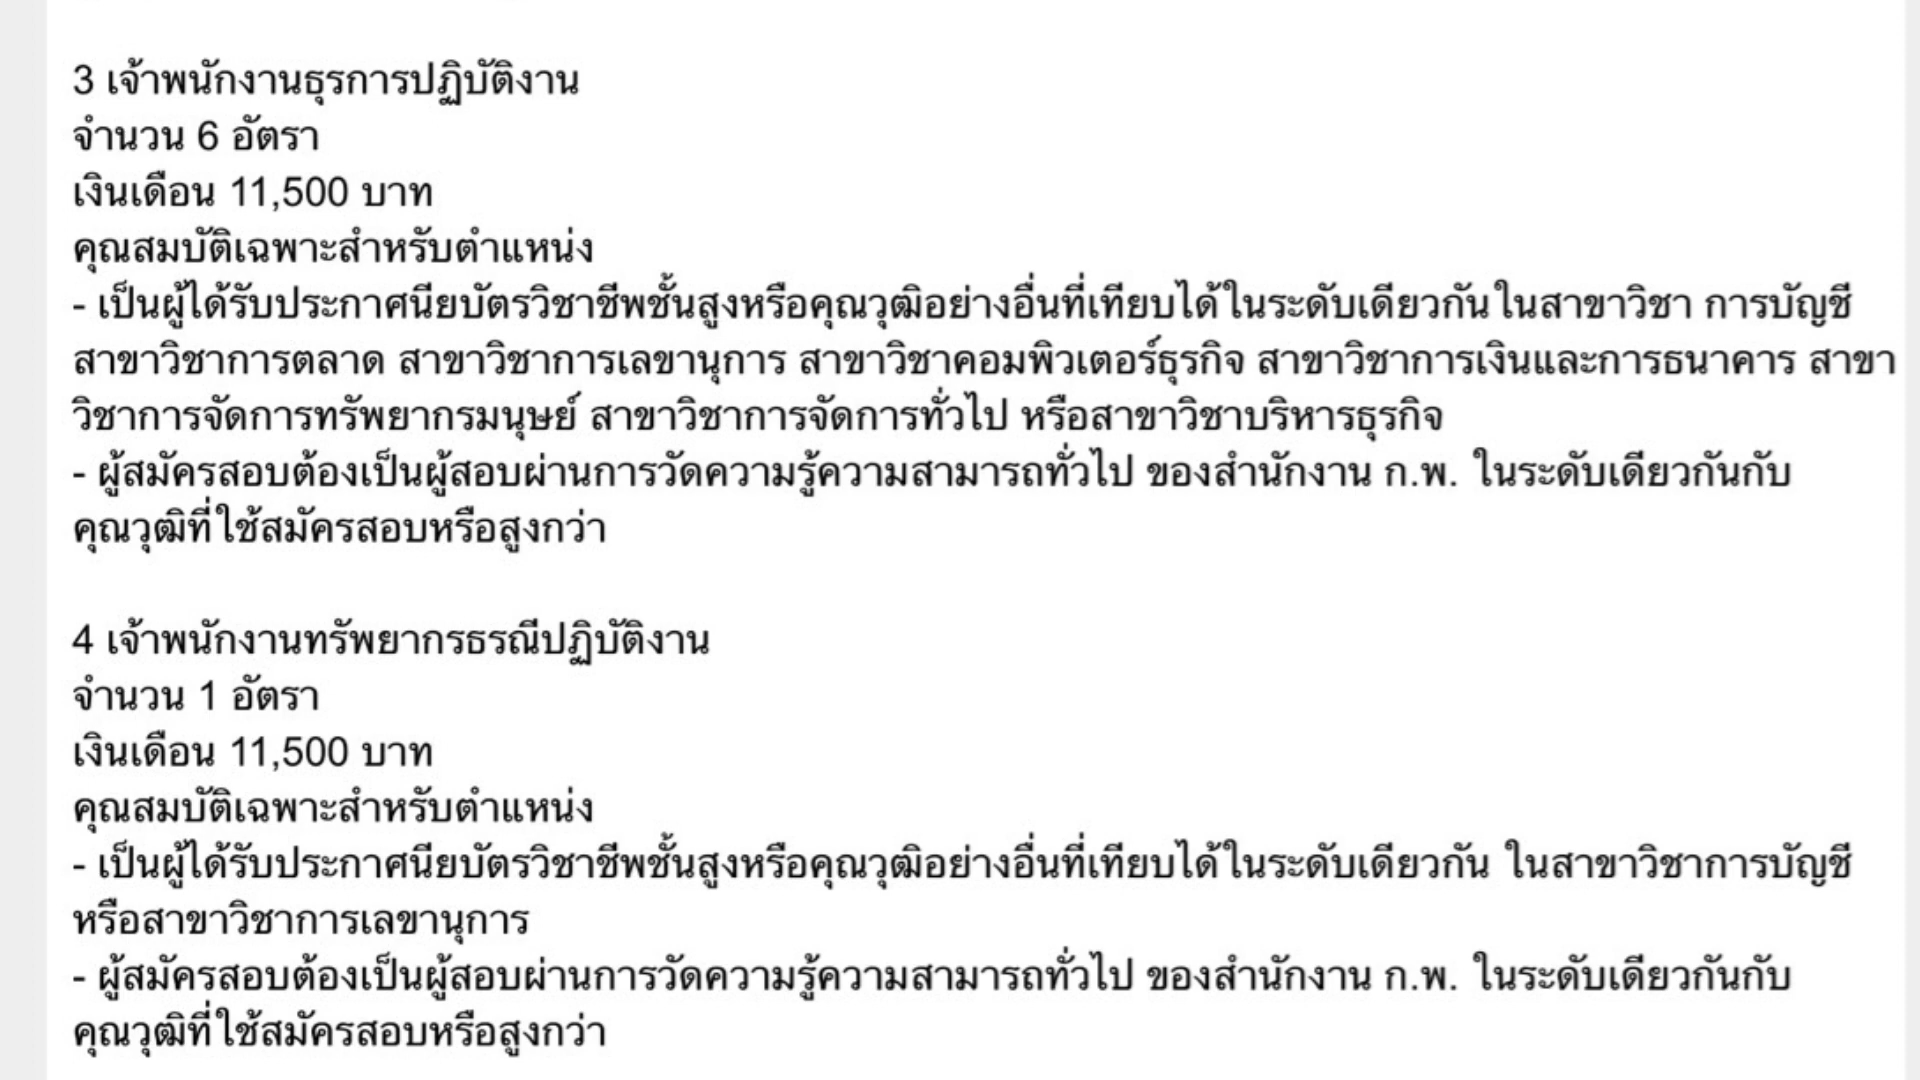 3 เจ้าพนักงานธุรการปฏิบัติงาน
จำนวน 6 อัตรา
เงินเดือน 11,500 บาท
คุณสมบัติเฉพาะสำหรับตำแหน่ง
- เป็นผู้ได้รับประกาศนียบัตรวิชาชีพชั้นสูงหรือคุณวุฒิอย่างอื่นที่เทียบได้ในระดับเดียวกันในสาขาวิชา การบัญชี
สาขาวิชาการตลาด สาขาวิชาการเลขานุการ สาขาวิชาคอมพิวเตอร์ธุรกิจ สาขาวิชาการเงินและการธนาคาร สาขา
วิชาการจัดการทรัพยากรมนุษย์ สาขาวิชาการจัดการทั่วไป หรือสาขาวิชาบริหารธุรกิจ
- ผู้สมัครสอบต้องเป็นผู้สอบผ่านการวัดความรู้ความสามารถทั่วไป ของสำนักงาน ก.พ. ในระดับเดียวกันกับ
คุณวุฒิที่ใช้สมัครสอบหรือสูงกว่า
4 เจ้าพนักงานทรัพยากรธรณีปฏิบัติงาน
จำนวน 1 อัตรา
เงินเดือน 11,500 บาท
คุณสมบัติเฉพาะสำหรับตำแหน่ง
- เป็นผู้ได้รับประกาศนียบัตรวิชาชีพชั้นสูงหรือคุณวุฒิอย่างอื่นที่เทียบได้ในระดับเดียวกัน ในสาขาวิชาการบัญชี
หรือสาขาวิชาการเลขานุการ
- ผู้สมัครสอบต้องเป็นผู้สอบผ่านการวัดความรู้ความสามารถทั่วไป ของสำนักงาน ก.พ. ในระดับเดียวกันกับ
คุณวุฒิที่ใช้สมัครสอบหรือสูงกว่า